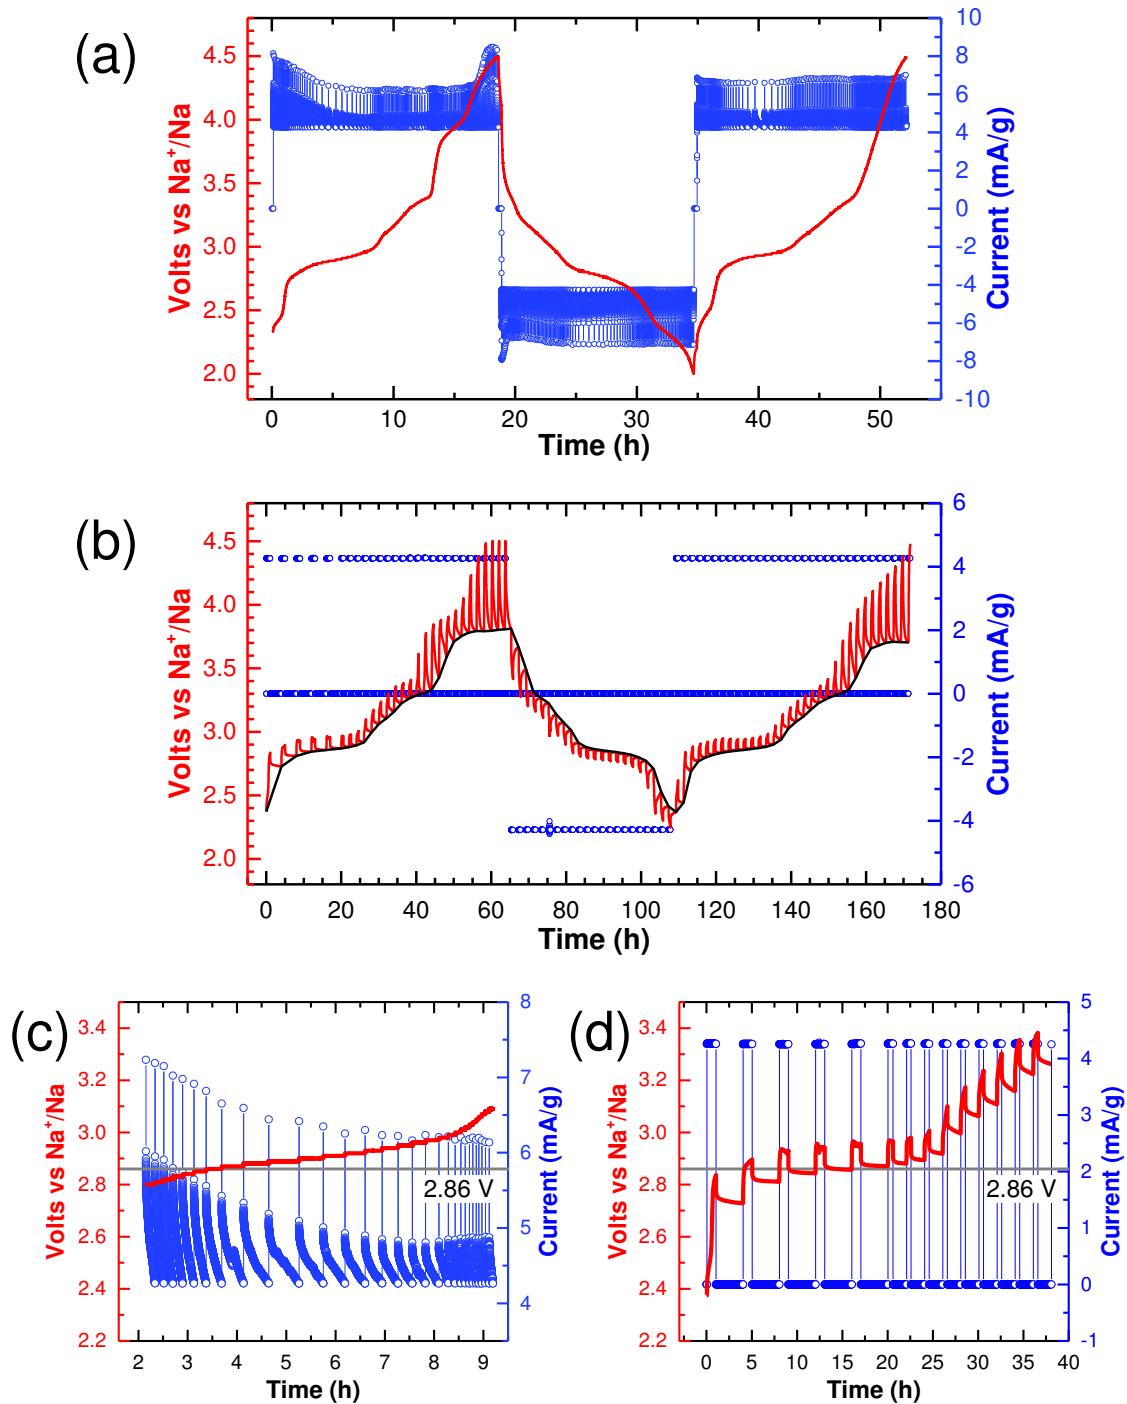 (a)
Volts vs Na⁺/Na
4.5
4.0
3.5
3.0
2.5
2.0
10
8
6
4
2
0
-2
-4
-6
-8
-10
Current (mA/g)
0 10 20 30 40 50
Time (h)
(b)
Volts vs Na⁺/Na
4.5
4.0
3.5
3.0
2.5
2.0
6
4
2
0
-2
-4
-6
Current (mA/g)
0 20 40 60 80 100 120 140 160 180
Time (h)
(c)
Volts vs Na⁺/Na
3.4
3.2
3.0
2.8
2.6
2.4
2.2
2.86 V
8
7
6
5
4
Current (mA/g)
2 3 4 5 6 7 8 9
Time (h)
(d)
Volts vs Na⁺/Na
3.4
3.2
3.0
2.8
2.6
2.4
2.2
2.86 V
5
4
3
2
1
0
-1
Current (mA/g)
0 5 10 15 20 25 30 35 40
Time (h)